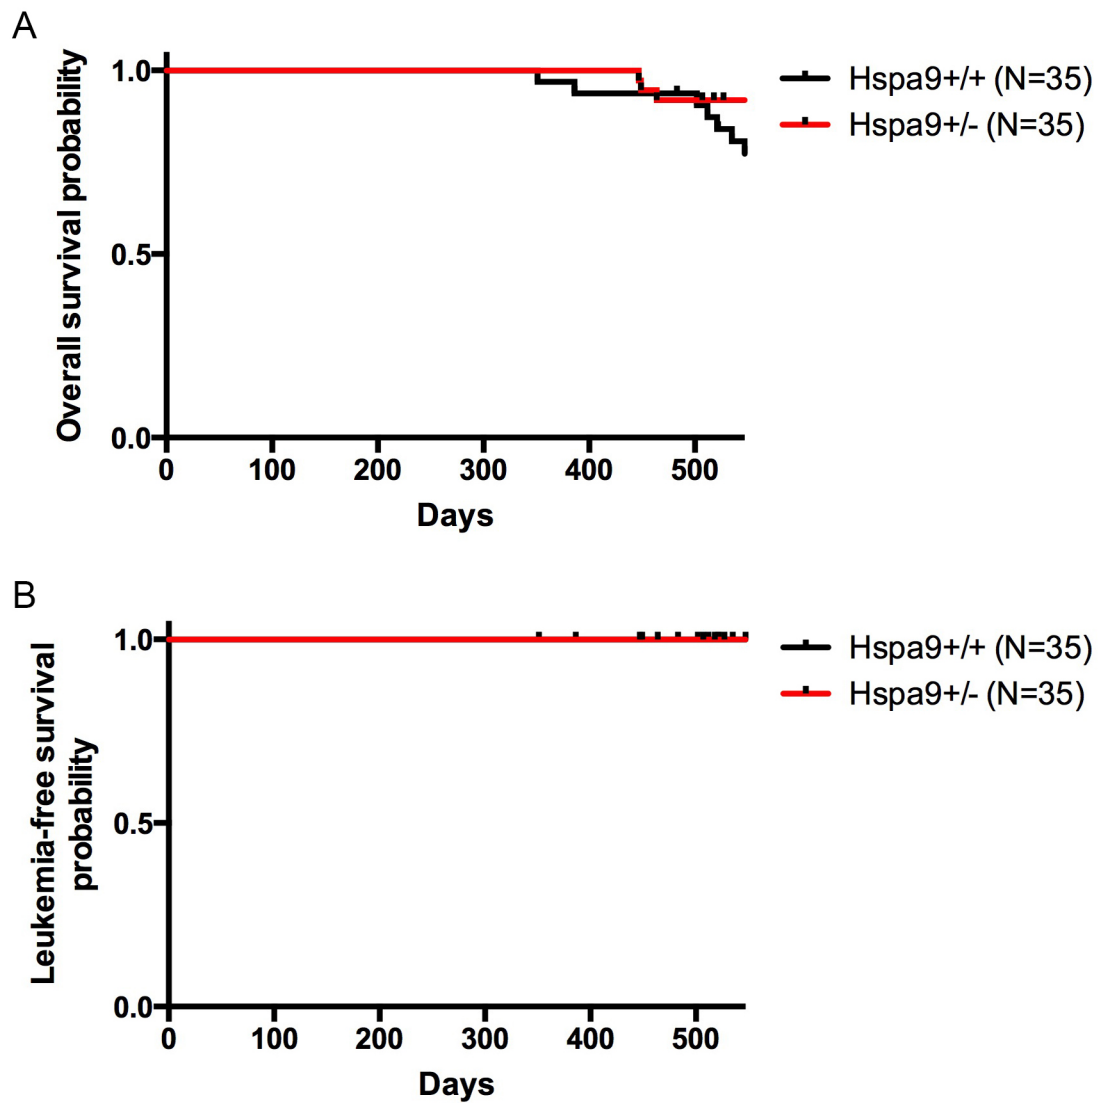 A
Overall survival probability
1.0
0.5
0.0
0 100 200 300 400 500
Days
Hspa9+/+ (N=35)
Hspa9+/- (N=35)
B
Leukemia-free survival
probability
1.0
0.5
0.0
0 100 200 300 400 500
Days
Hspa9+/+ (N=35)
Hspa9+/- (N=35)